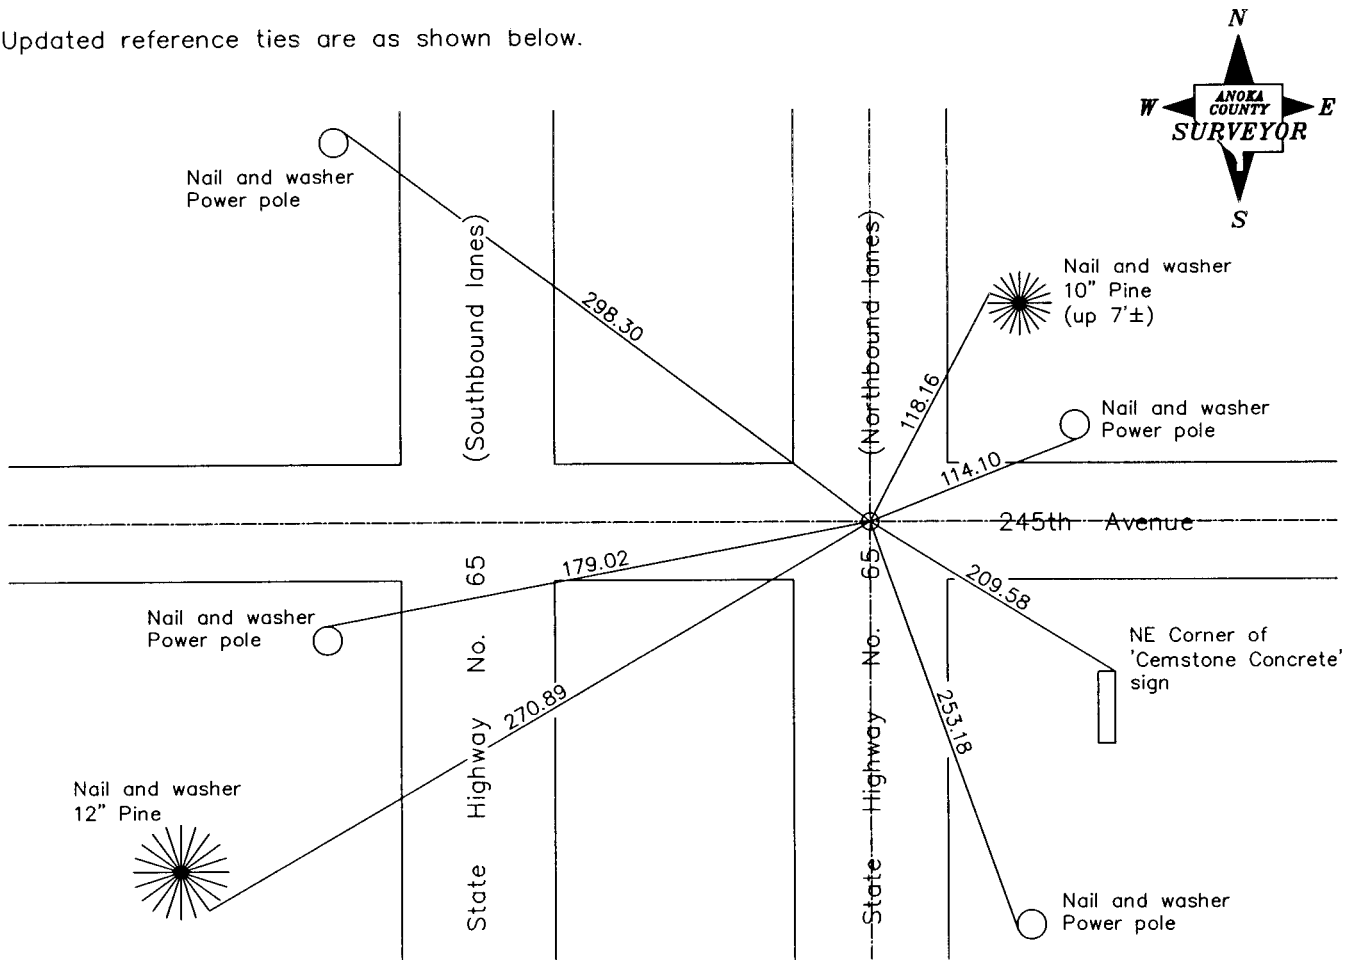 Updated reference ties are as shown below.
N
W
ANOKA
COUNTY
E
SURVEYOR
S
Nail and washer
Power pole
(Southbound lanes)
298.30
(Northbound lanes)
Nail and washer
10" Pine
(up 7'±)
118.16
Nail and washer
Power pole
114.10
245th Avenue
179.02
209.58
Nail and washer
Power pole
State Highway No. 65
State Highway No. 65
NE Corner of
'Cemstone Concrete'
sign
270.89
253.18
Nail and washer
12" Pine
Nail and washer
Power pole